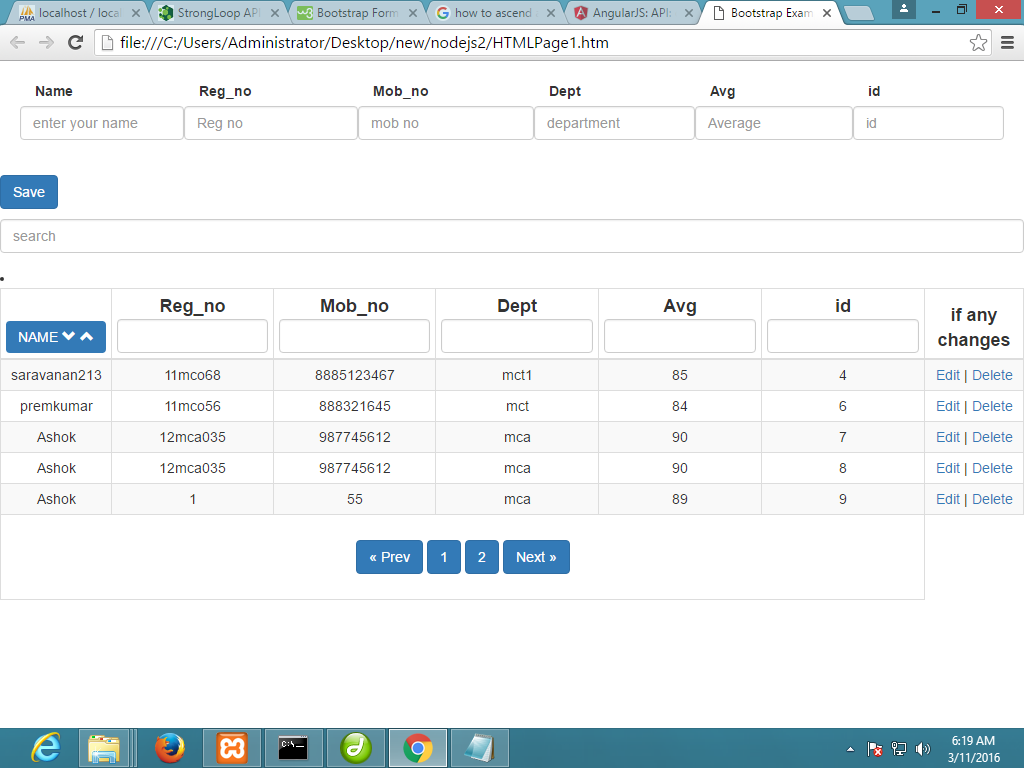 localhost / local
StrongLoop API
Bootstrap Form
how to ascend
AngularJS: API:
Bootstrap Exam
file:///C:/Users/Administrator/Desktop/new/nodejs2/HTMLPage1.htm
Name Reg_no Mob_no Dept Avg id
enter your name Reg no mob no department Average id
Save
search
NAME Reg_no Mob_no Dept Avg id if any
changes
saravanan213 11mco68 8885123467 mct1 85 4 Edit | Delete
premkumar 11mco56 888321645 mct 84 6 Edit | Delete
Ashok 12mca035 987745612 mca 90 7 Edit | Delete
Ashok 12mca035 987745612 mca 90 8 Edit | Delete
Ashok 1 55 mca 89 9 Edit | Delete
« Prev 1 2 Next »
6:19 AM
3/11/2016